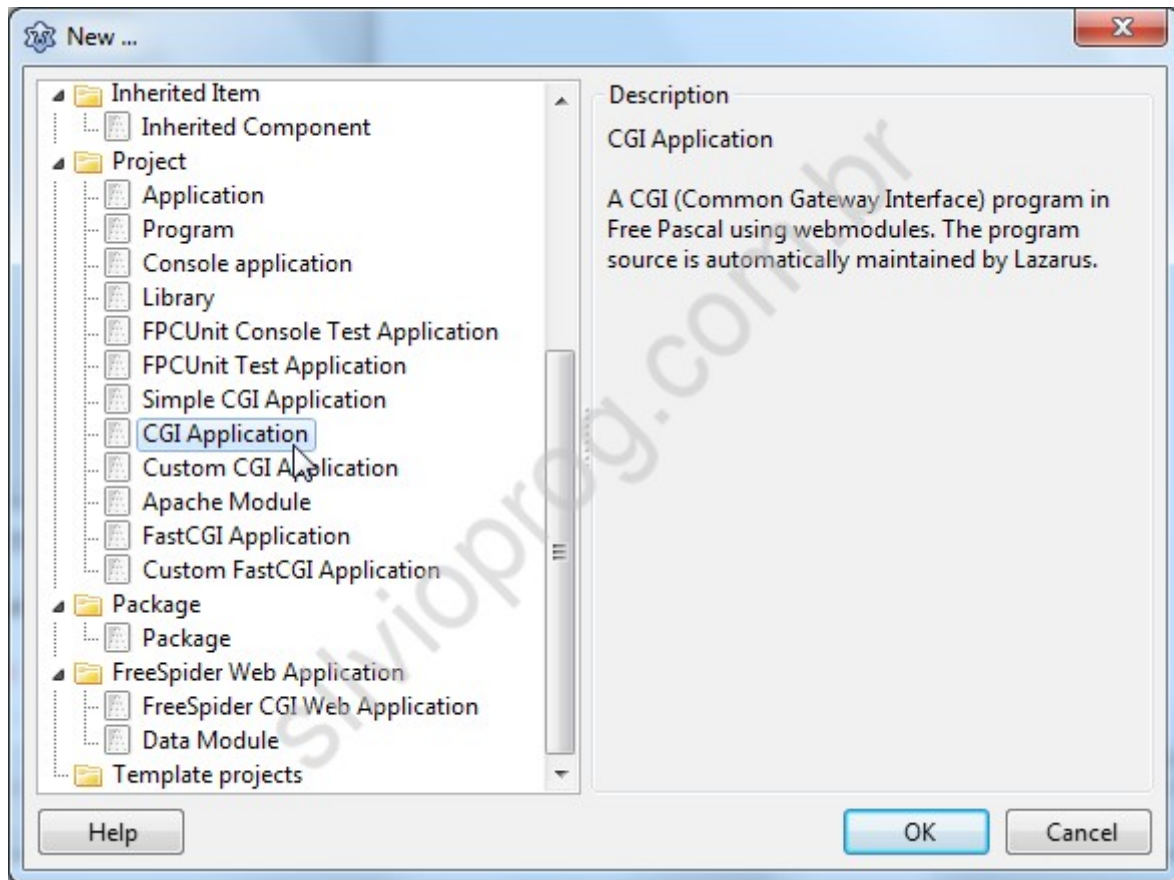 New ...
Inherited Item
Inherited Component
Project
Application
Program
Console application
Library
FPCUnit Console Test Application
FPCUnit Test Application
Simple CGI Application
CGI Application
Custom CGI Application
Apache Module
FastCGI Application
Custom FastCGI Application
Package
Package
FreeSpider Web Application
FreeSpider CGI Web Application
Data Module
Template projects
Description
CGI Application
A CGI (Common Gateway Interface) program in
Free Pascal using webmodules. The program
source is automatically maintained by Lazarus.
silvioprog.com.br
Help
OK
Cancel